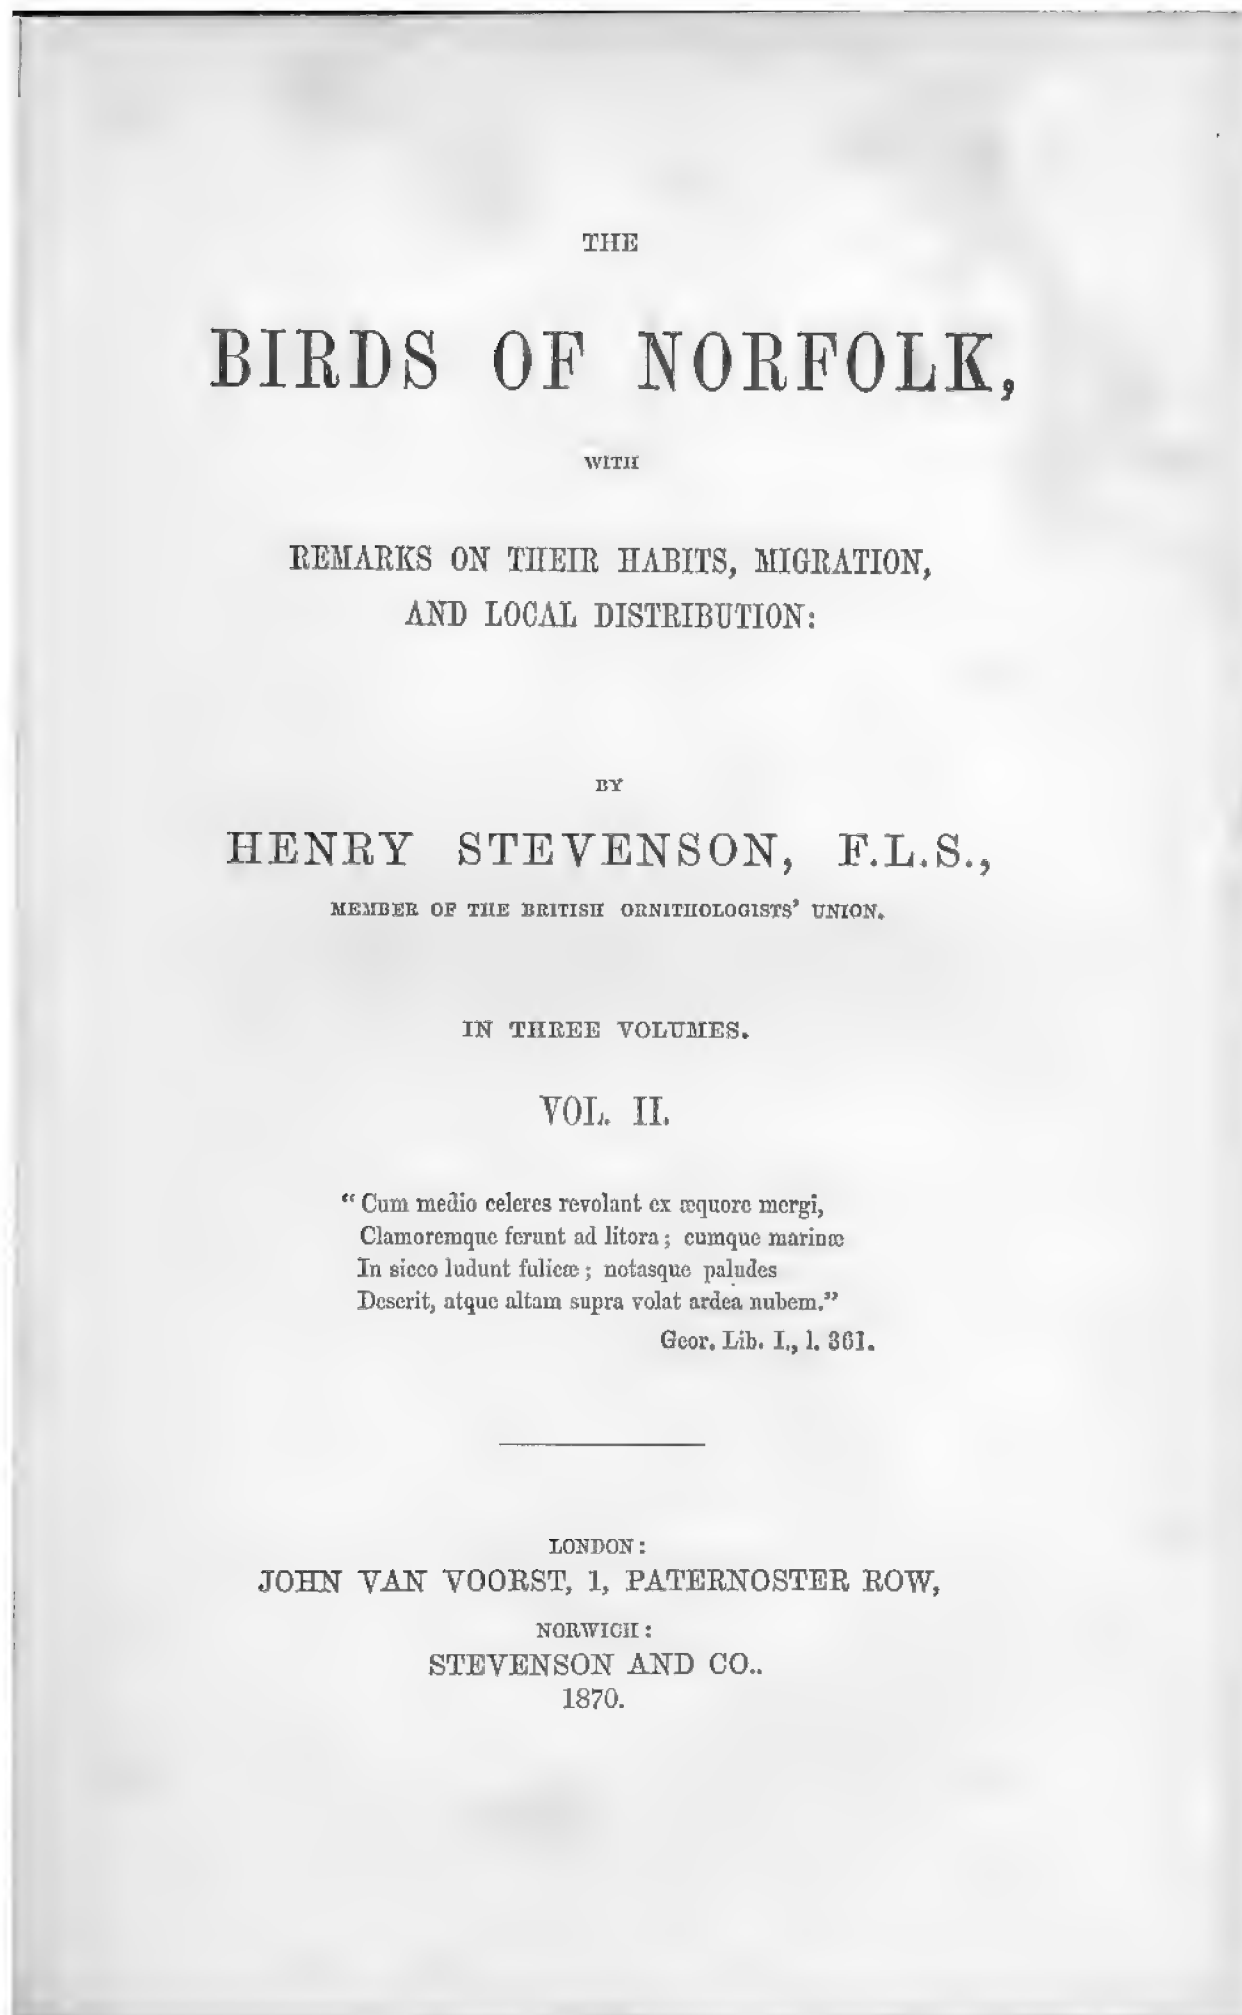 THE
BIRDS OF NORFOLK,
WITH
REMARKS ON THEIR HABITS, MIGRATION,
AND LOCAL DISTRIBUTION:
BY
HENRY STEVENSON, F.L.S.,
MEMBER OF THE BRITISH ORNITHOLOGISTS’ UNION.
IN THREE VOLUMES.
VOL. II.
“Cum medio celeres revolant ex æquore mergi,
Clamoremque ferunt ad litora; cumque marinæ
In sicco ludunt fulicæ; notasque paludes
Deserit, atque altam supra volat ardea nubem.”
Geor. Lib. I., l. 361.
LONDON:
JOHN VAN VOORST, 1, PATERNOSTER ROW,
NORWICH:
STEVENSON AND CO..
1870.